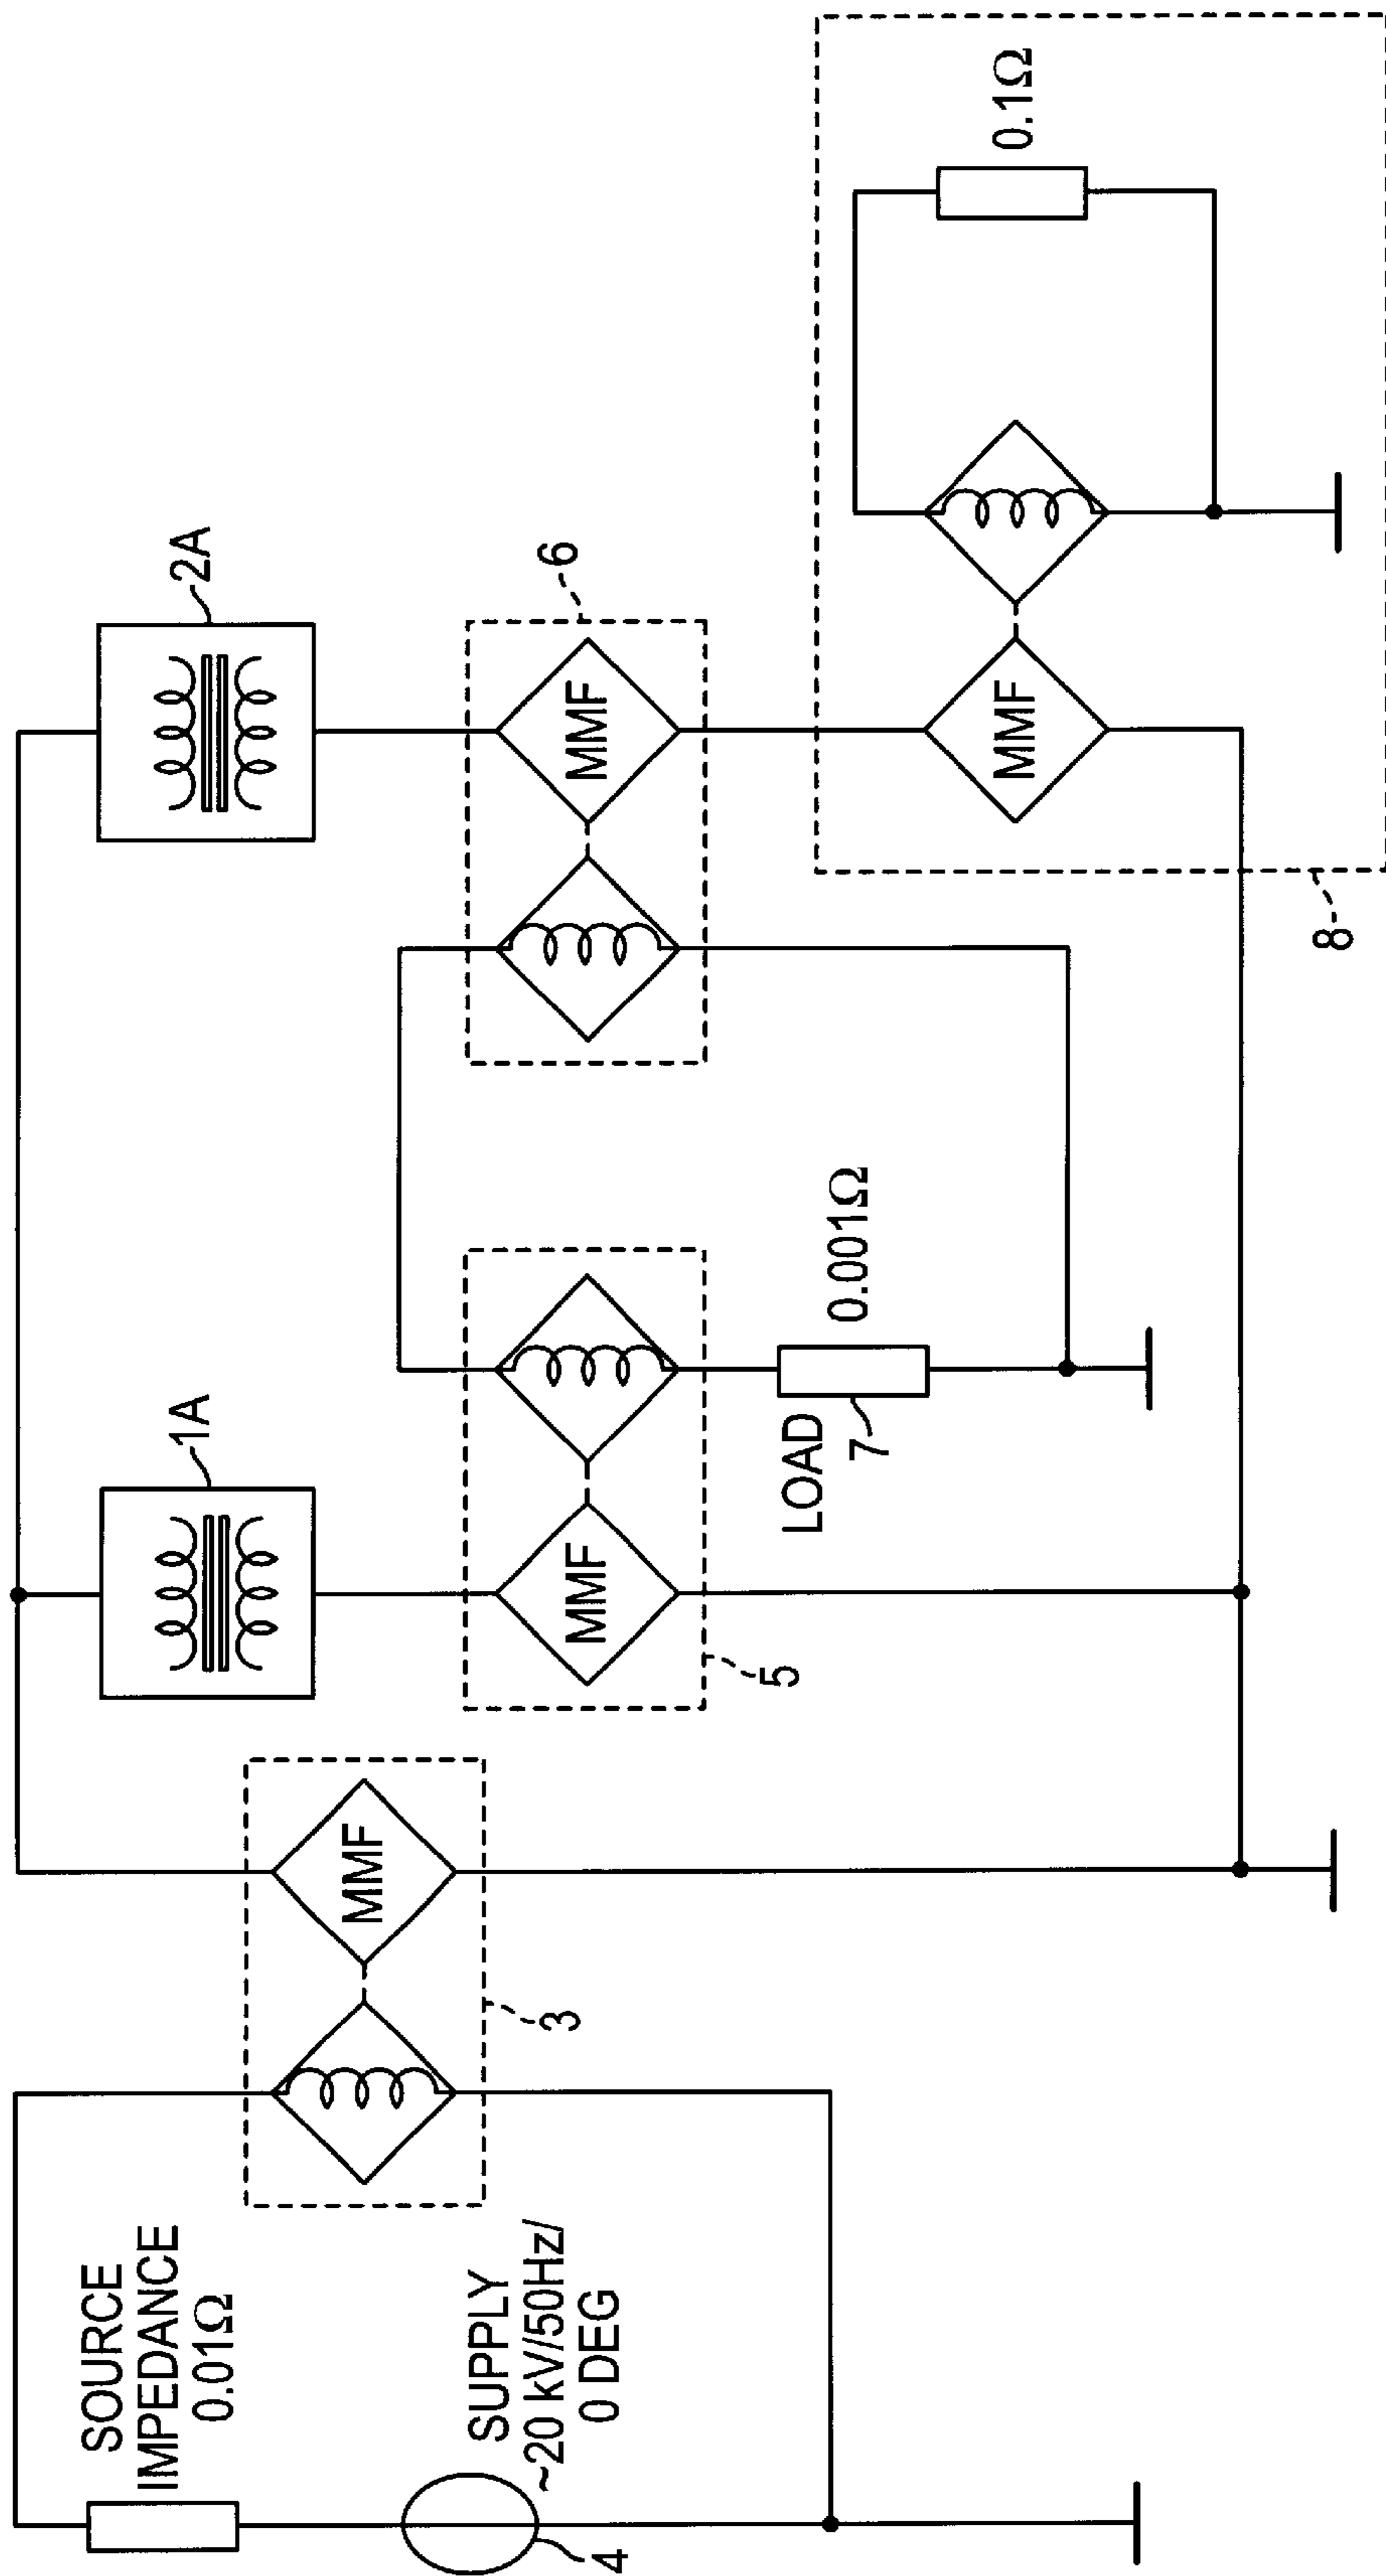 SOURCE
IMPEDANCE
0.01Ω
SUPPLY
~20 kV/50Hz/
0 DEG
4
3
MMF
1A
MMF
5
LOAD
7
0.001Ω
2A
6
MMF
MMF
8
0.1Ω